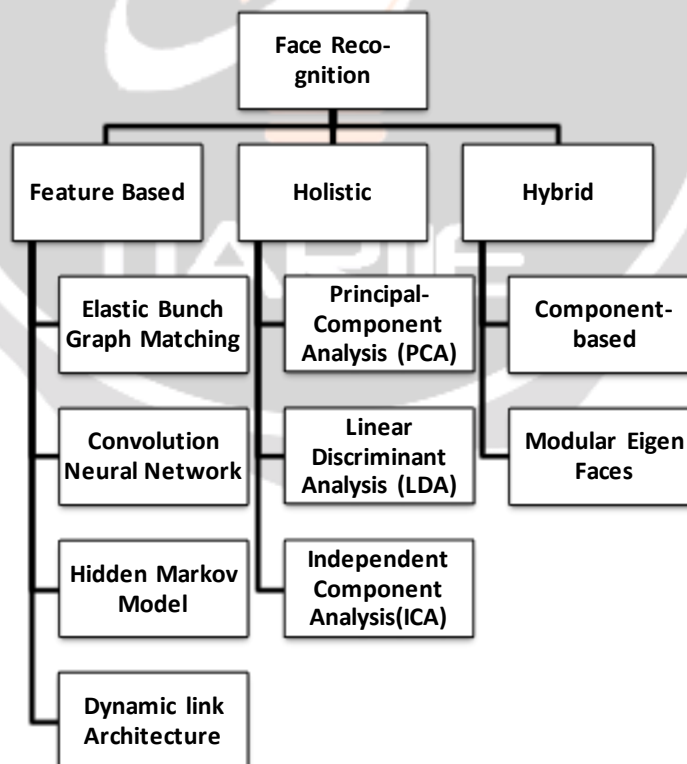 Face Reco-
gnition
Feature Based
Holistic
Hybrid
Elastic Bunch
Graph Matching
Convolution
Neural Network
Hidden Markov
Model
Dynamic link
Architecture
Principal-
Component
Analysis (PCA)
Linear
Discriminant
Analysis (LDA)
Independent
Component
Analysis(ICA)
Component-
based
Modular Eigen
Faces